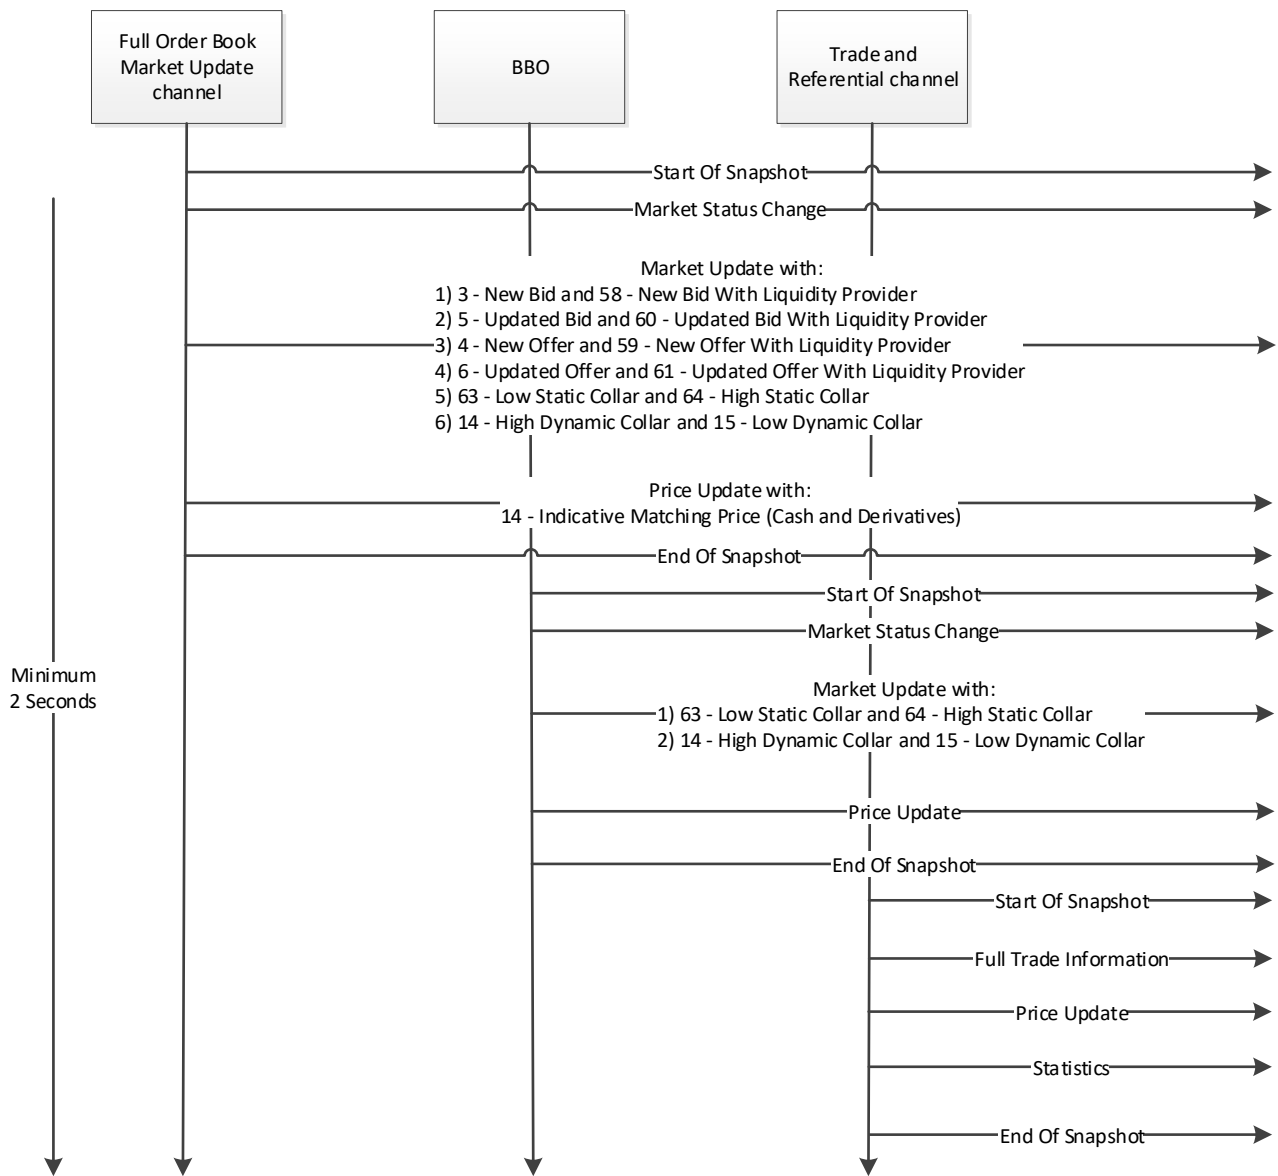 Full Order Book
Market Update
channel
BBO
Trade and
Referential channel
Start Of Snapshot
Market Status Change
Market Update with:
1) 3 - New Bid and 58 - New Bid With Liquidity Provider
2) 5 - Updated Bid and 60 - Updated Bid With Liquidity Provider
3) 4 - New Offer and 59 - New Offer With Liquidity Provider
4) 6 - Updated Offer and 61 - Updated Offer With Liquidity Provider
5) 63 - Low Static Collar and 64 - High Static Collar
6) 14 - High Dynamic Collar and 15 - Low Dynamic Collar
Price Update with:
14 - Indicative Matching Price (Cash and Derivatives)
End Of Snapshot
Start Of Snapshot
Market Status Change
Minimum
2 Seconds
Market Update with:
1) 63 - Low Static Collar and 64 - High Static Collar
2) 14 - High Dynamic Collar and 15 - Low Dynamic Collar
Price Update
End Of Snapshot
Start Of Snapshot
Full Trade Information
Price Update
Statistics
End Of Snapshot